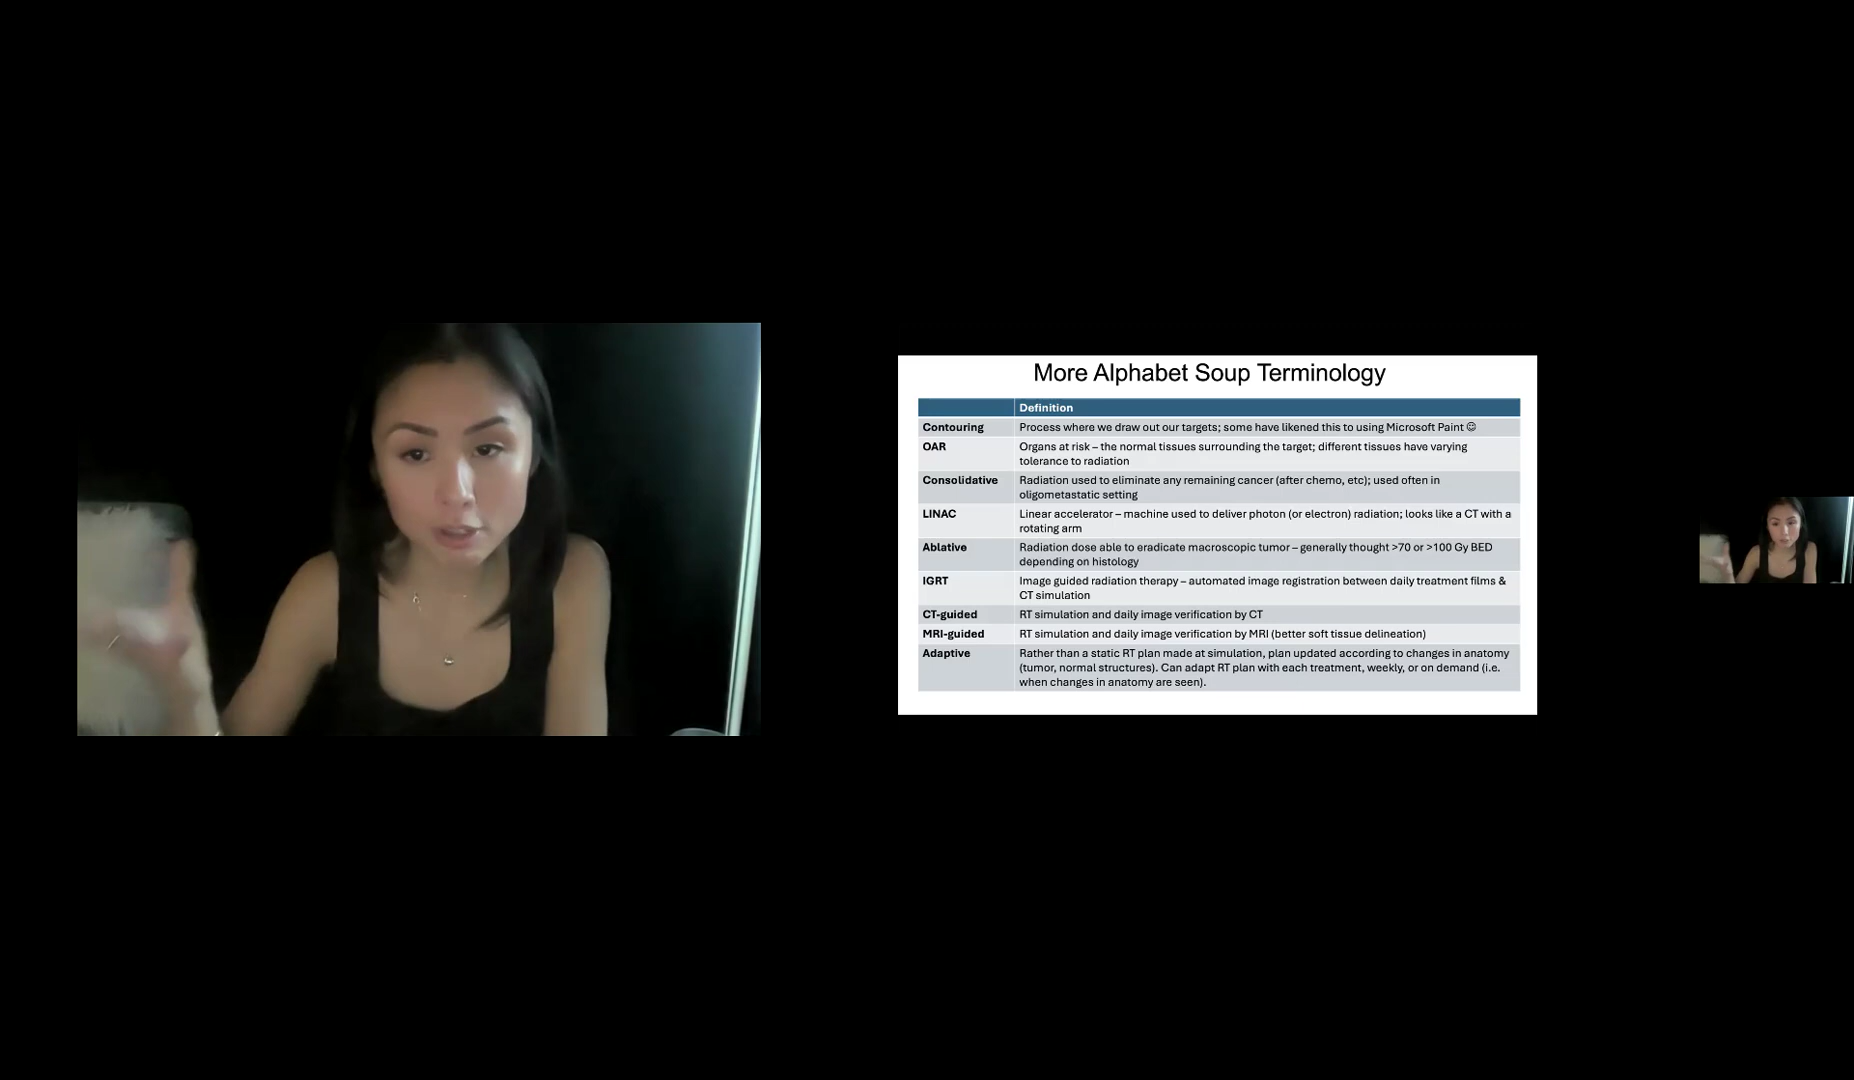 More Alphabet Soup Terminology
Definition
Contouring
Process where we draw out our targets; some have likened this to using Microsoft Paint ☺
OAR
Organs at risk – the normal tissues surrounding the target; different tissues have varying
tolerance to radiation
Consolidative
Radiation used to eliminate any remaining cancer (after chemo, etc); used often in
oligometastatic setting
LINAC
Linear accelerator – machine used to deliver photon (or electron) radiation; looks like a CT with a
rotating arm
Ablative
Radiation dose able to eradicate macroscopic tumor – generally thought >70 or >100 Gy BED
depending on histology
IGRT
Image guided radiation therapy – automated image registration between daily treatment films &
CT simulation
CT-guided
RT simulation and daily image verification by CT
MRI-guided
RT simulation and daily image verification by MRI (better soft tissue delineation)
Adaptive
Rather than a static RT plan made at simulation, plan updated according to changes in anatomy
(tumor, normal structures). Can adapt RT plan with each treatment, weekly, or on demand (i.e.
when changes in anatomy are seen).